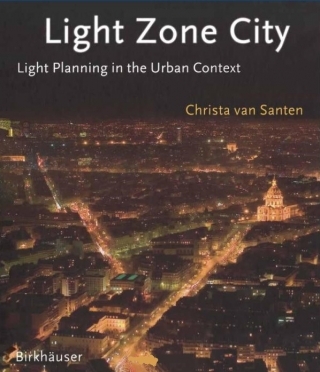 Light Zone City
Light Planning in the Urban Context
Christa van Santen
Birkhäuser